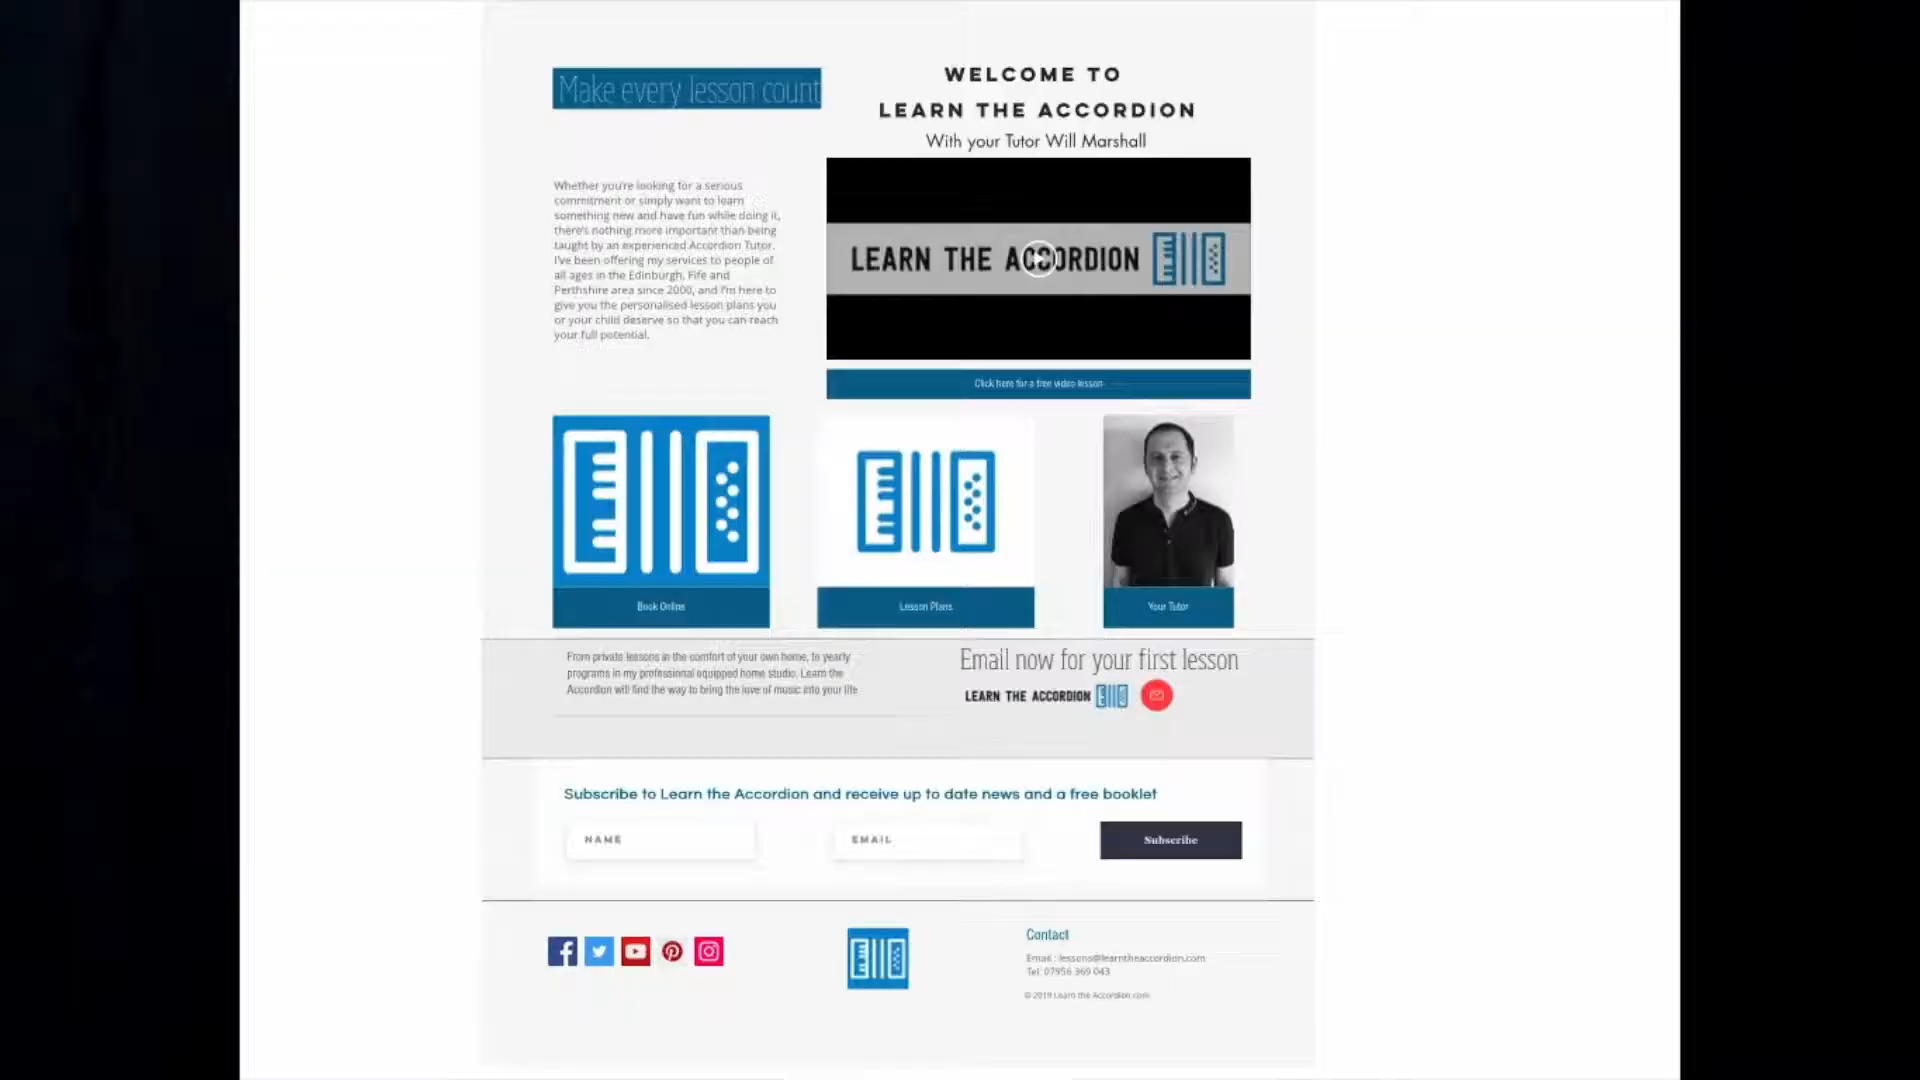 Make every lesson count
WELCOME TO
LEARN THE ACCORDION
With your Tutor Will Marshall
Whether you're looking for a serious
commitment or simply want to learn
something new and have fun while doing it,
there's nothing more important than being
taught by an experienced Accordion Tutor.
I've been offering my services to people of
all ages in the Edinburgh, Fife and
Perthshire area since 2000, and I'm here to
give you the personalised lesson plans you
or your child deserve so that you can reach
your full potential.
LEARN THE ACCORDION
Click here for a free video lesson
Book Online
Lesson Plans
Your Tutor
From private lessons in the comfort of your own home, to yearly
programs in my professional equipped home studio. Learn the
Accordion will find the way to bring the love of music into your life
Email now for your first lesson
LEARN THE ACCORDION
Subscribe to Learn the Accordion and receive up to date news and a free booklet
NAME
EMAIL
Subscribe
Contact
Email : lessons@learntheaccordion.com
Tel: 07956 369 043
© 2019 Learn the Accordion.com